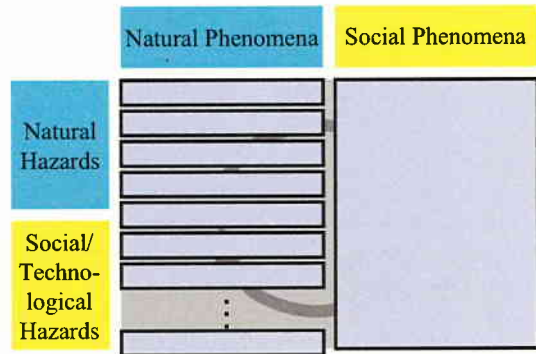 Natural Phenomena
Social Phenomena
Natural
Hazards
Social/
Techno-
logical
Hazards